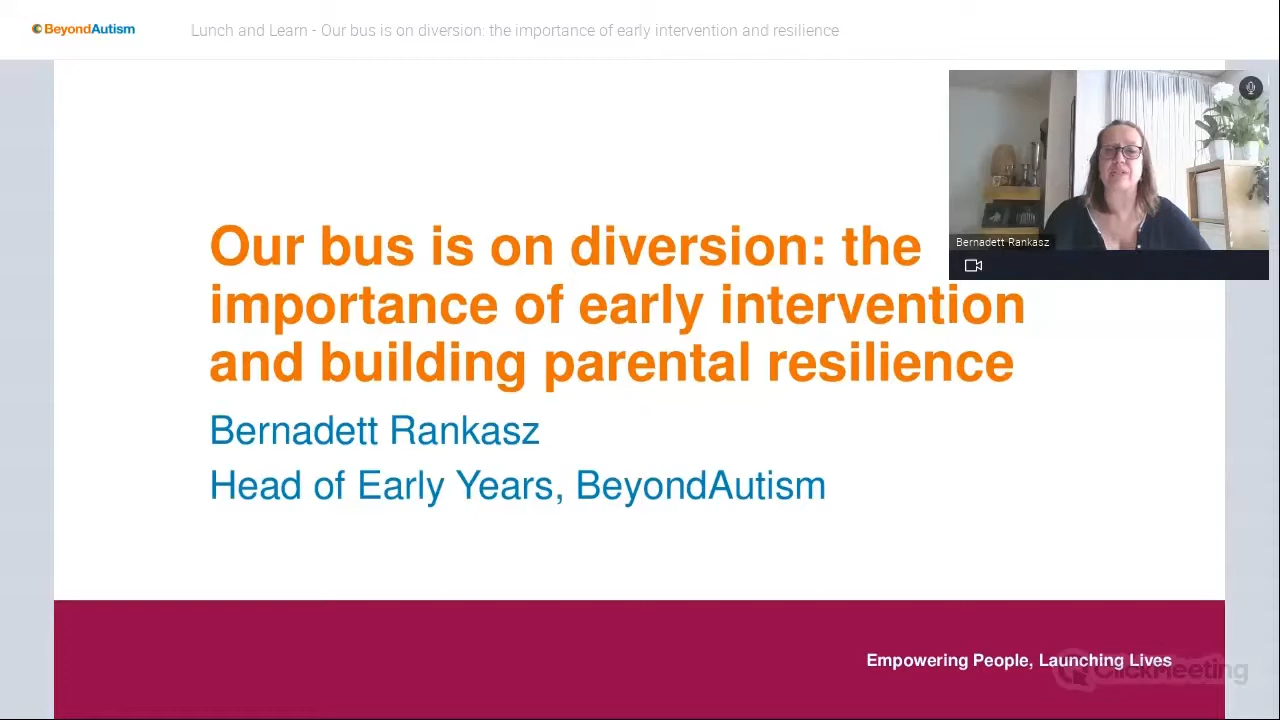 BeyondAutism
Lunch and Learn - Our bus is on diversion: the importance of early intervention and resilience
Bernadett Rankasz
Our bus is on diversion: the
importance of early intervention
and building parental resilience
Bernadett Rankasz
Head of Early Years, BeyondAutism
Empowering People, Launching Lives
ClickMeeting